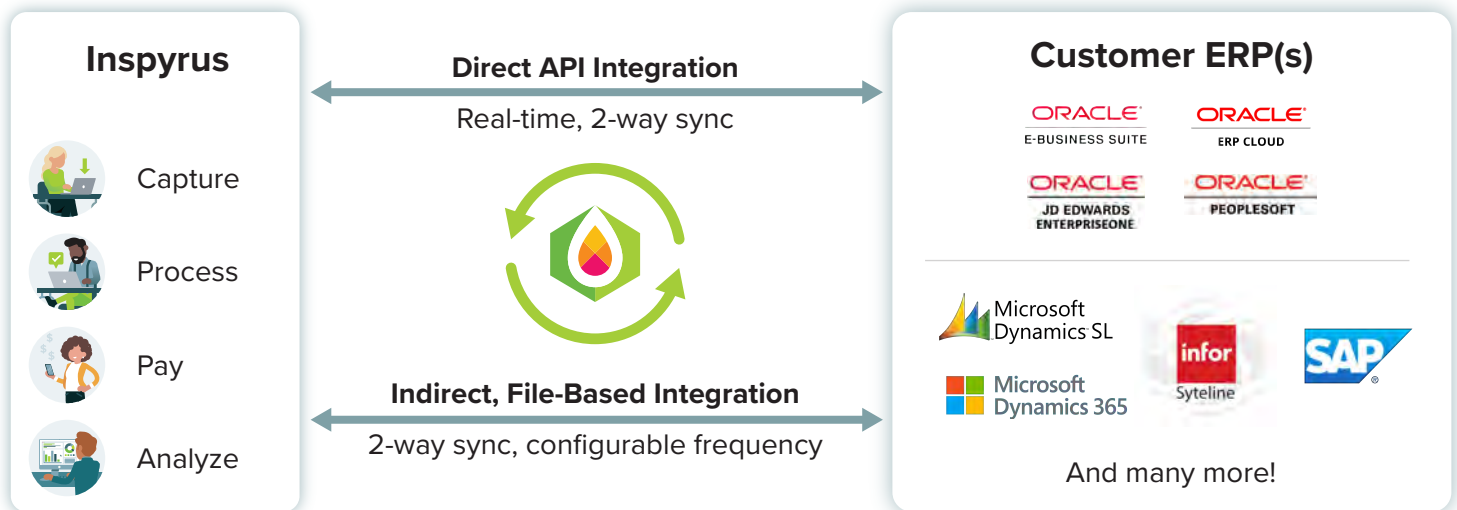 Inspyrus
Capture
Process
Pay
Analyze
Direct API Integration
Real-time, 2-way sync
Indirect, File-Based Integration
2-way sync, configurable frequency
Customer ERP(s)
ORACLE®
E-BUSINESS SUITE
ORACLE®
ERP CLOUD
ORACLE®
JD EDWARDS
ENTERPRISEONE
ORACLE®
PEOPLESOFT
Microsoft
Dynamics SL
Microsoft
Dynamics 365
infor
Syteline
SAP®
And many more!